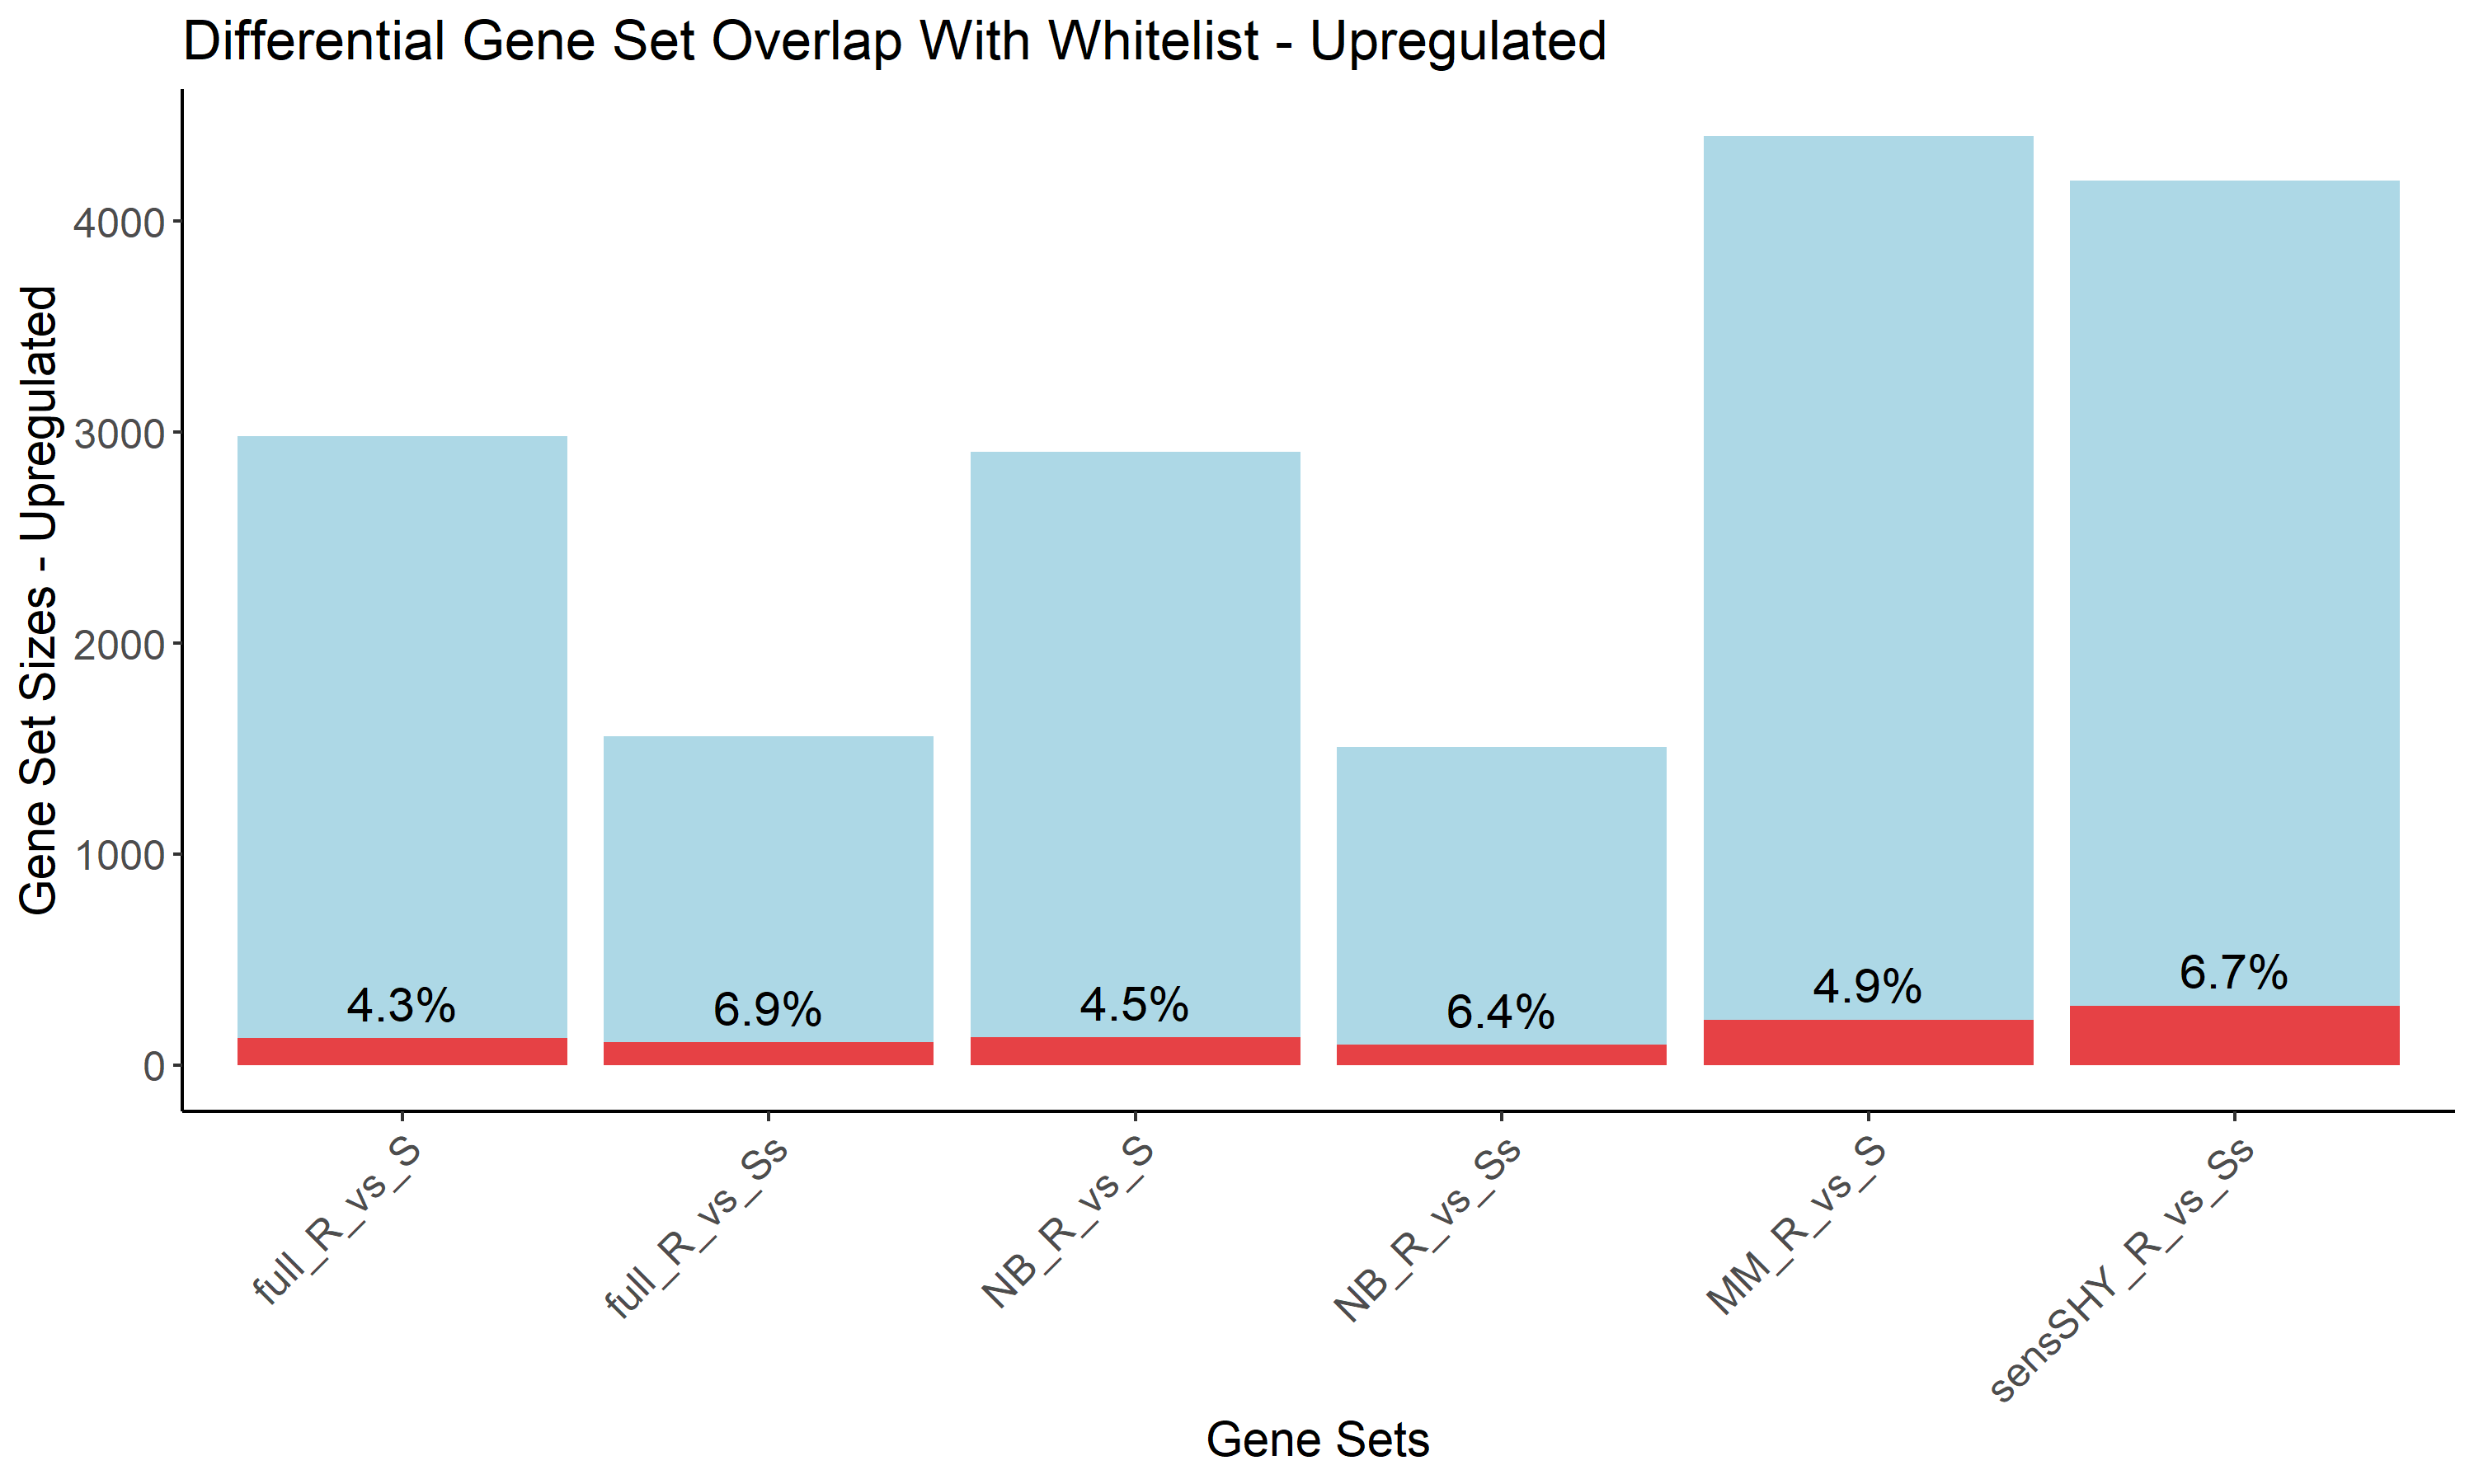 Differential Gene Set Overlap With Whitelist - Upregulated
Gene Set Sizes - Upregulated
4000
3000
2000
1000
0
4.3%
6.9%
4.5%
6.4%
4.9%
6.7%
full_R_vs_S
full_R_vs_Ss
NB_R_vs_S
NB_R_vs_Ss
MM_R_vs_S
sensSHY_R_vs_Ss
Gene Sets